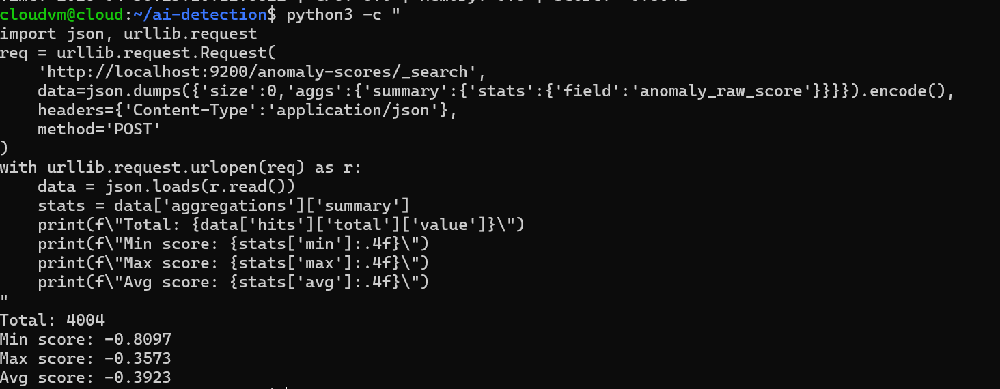 cloudvm@cloud:~/ai-detection$ python3 -c "
import json, urllib.request
req = urllib.request.Request(
    'http://localhost:9200/anomaly-scores/_search',
    data=json.dumps({'size':0,'aggs':{'summary':{'stats':{'field':'anomaly_raw_score'}}}}).encode(),
    headers={'Content-Type':'application/json'},
    method='POST'
)
with urllib.request.urlopen(req) as r:
    data = json.loads(r.read())
    stats = data['aggregations']['summary']
    print(f\"Total: {data['hits']['total']['value']}\")
    print(f\"Min score: {stats['min']:.4f}\")
    print(f\"Max score: {stats['max']:.4f}\")
    print(f\"Avg score: {stats['avg']:.4f}\")
"
Total: 4004
Min score: -0.8097
Max score: -0.3573
Avg score: -0.3923